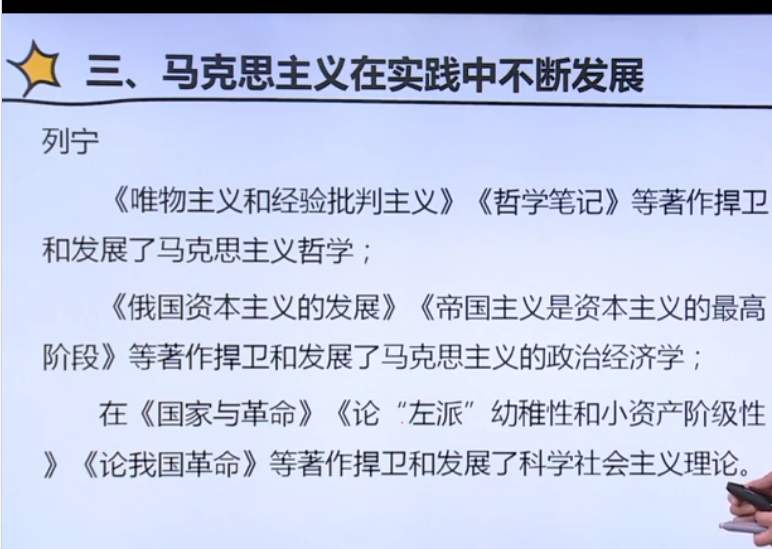 三、马克思主义在实践中不断发展
列宁
《唯物主义和经验批判主义》《哲学笔记》等著作捍卫
和发展了马克思主义哲学；
《俄国资本主义的发展》《帝国主义是资本主义的最高
阶段》等著作捍卫和发展了马克思主义的政治经济学；
在《国家与革命》《论“左派”幼稚性和小资产阶级性
》《论我国革命》等著作捍卫和发展了科学社会主义理论。